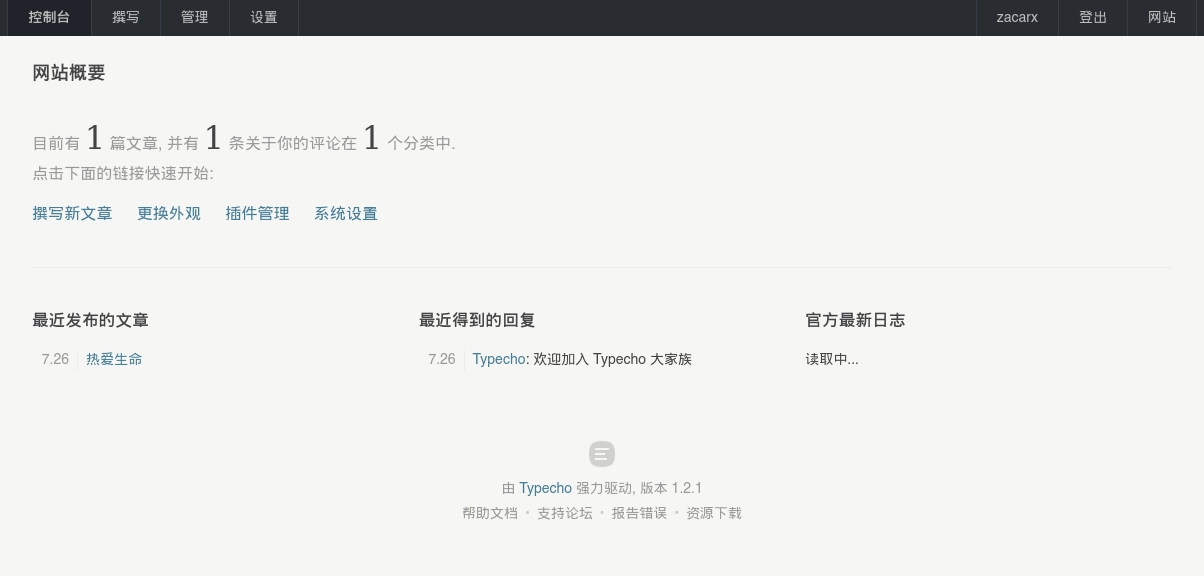 控制台 撰写 管理 设置 zacarx 登出 网站
网站概要
目前有 1 篇文章, 并有 1 条关于你的评论在 1 个分类中.
点击下面的链接快速开始:
撰写新文章 更换外观 插件管理 系统设置
最近发布的文章
7.26 热爱生命
最近得到的回复
7.26 Typecho: 欢迎加入 Typecho 大家族
官方最新日志
读取中...
由 Typecho 强力驱动, 版本 1.2.1
帮助文档 • 支持论坛 • 报告错误 • 资源下载